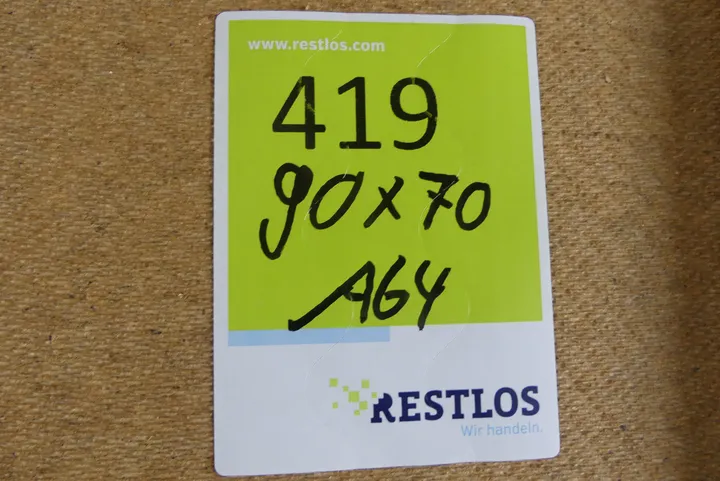 www.restlos.com
419
90x70
A64
RESTLOS
Wir handeln.